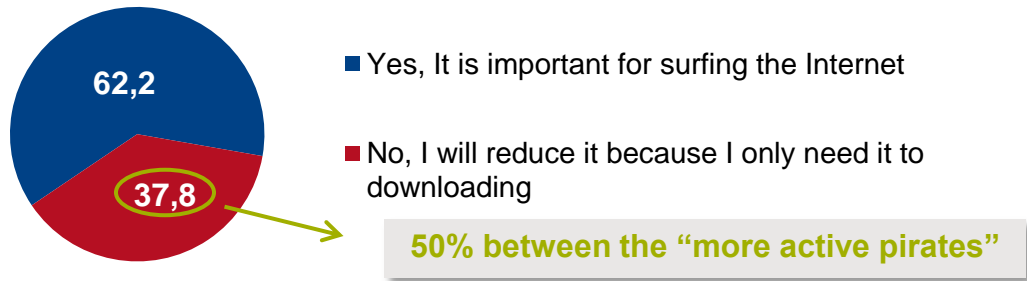 62,2
Yes, It is important for surfing the Internet
No, I will reduce it because I only need it to
downloading
37,8
50% between the “more active pirates”